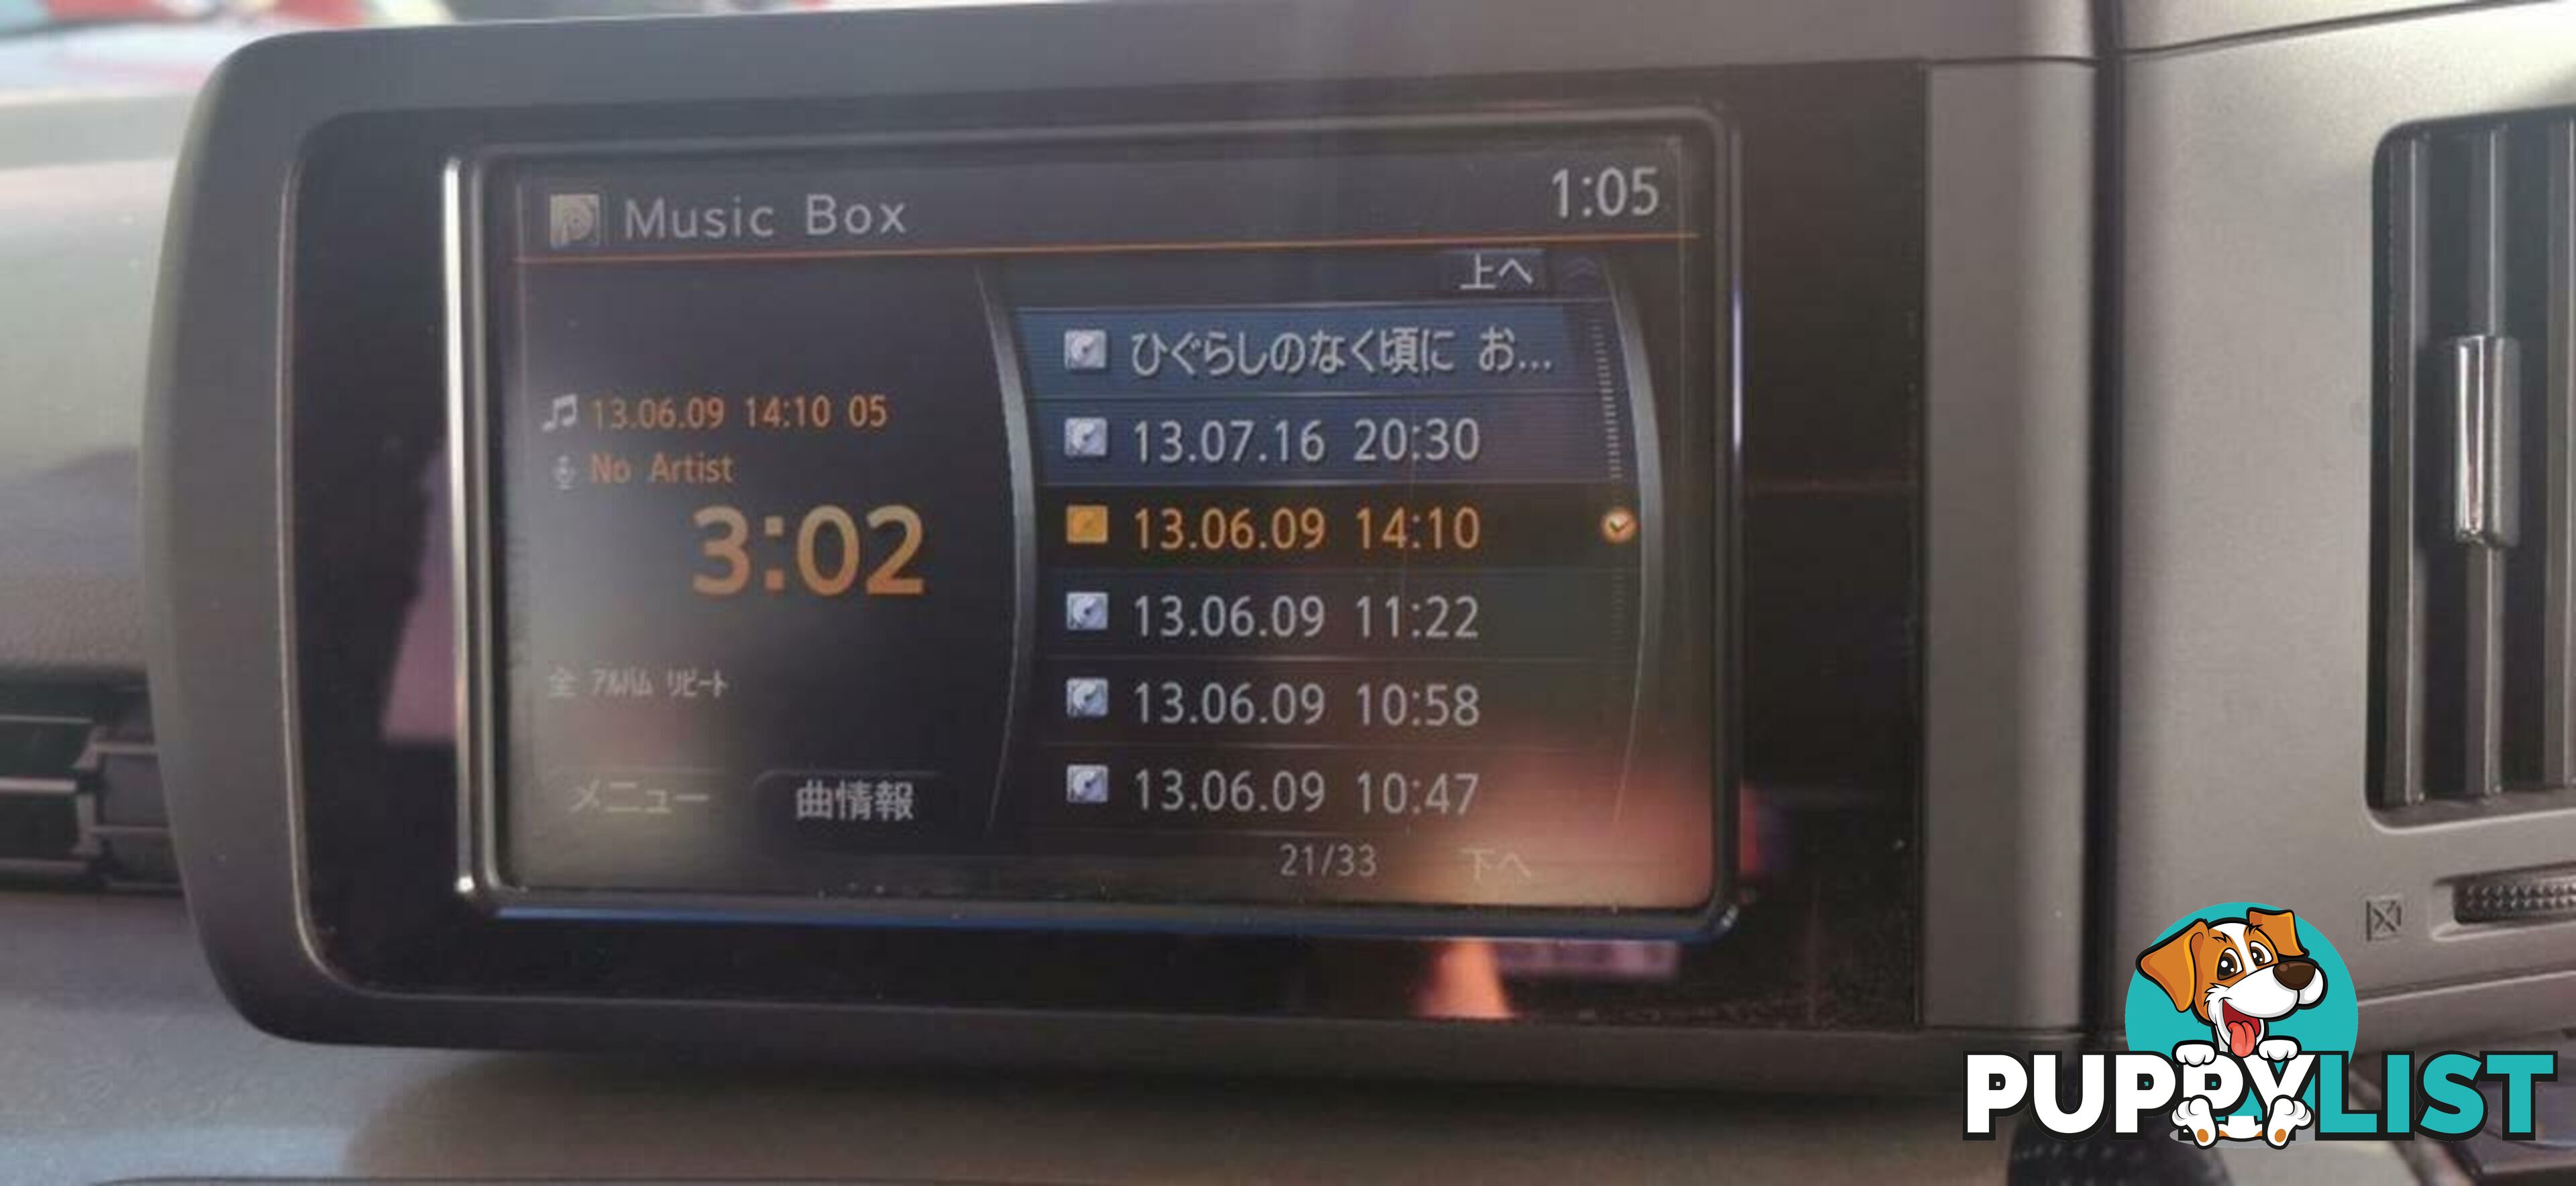 Music Box
1:05
上へ
ひぐらしのなく頃に お...
13.07.16 20:30
13.06.09 14:10
13.06.09 11:22
13.06.09 10:58
13.06.09 10:47
21/33 下へ
13.06.09 14:10 05
No Artist
3:02
全 アルバム リピート
メニュー 曲情報
PUPPYLIST